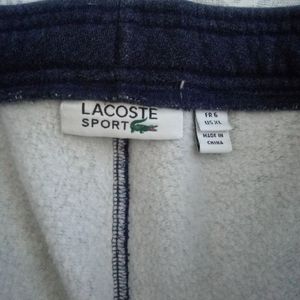 LACOSTE
SPORT
FR 6
US XL
MADE IN
CHINA